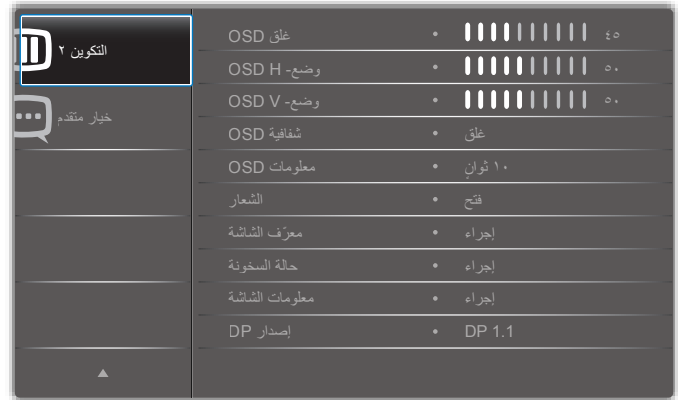 التكوين ٢
خيار متقدم
غلق OSD • ٤٥
وضع- OSD H • ٥٠
وضع- OSD V • ٥٠
شفافية OSD • غلق
معلومات OSD • ١٠ ثوانٍ
الشعار • فتح
معرّف الشاشة • إجراء
حالة السخونة • إجراء
معلومات الشاشة • إجراء
إصدار DP • DP 1.1